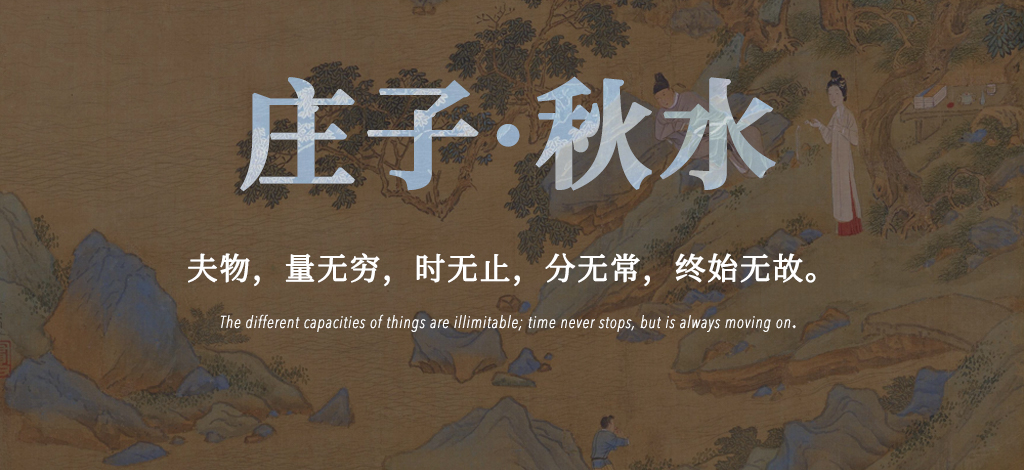 庄子·秋水
夫物，量无穷，时无止，分无常，终始无故。
The different capacities of things are illimitable; time never stops, but is always moving on.